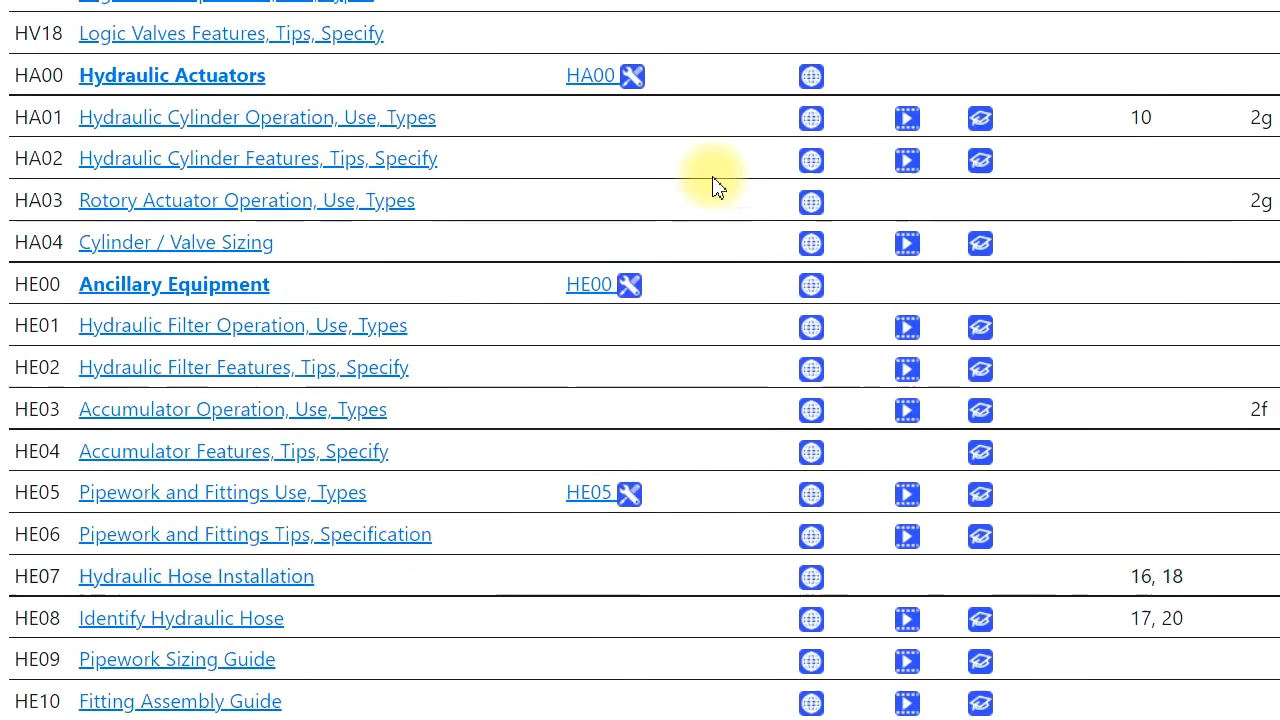 HV18 Logic Valves Features, Tips, Specify
HA00 Hydraulic Actuators HA00
HA01 Hydraulic Cylinder Operation, Use, Types 10 2g
HA02 Hydraulic Cylinder Features, Tips, Specify
HA03 Rotory Actuator Operation, Use, Types 2g
HA04 Cylinder / Valve Sizing
HE00 Ancillary Equipment HE00
HE01 Hydraulic Filter Operation, Use, Types
HE02 Hydraulic Filter Features, Tips, Specify
HE03 Accumulator Operation, Use, Types 2f
HE04 Accumulator Features, Tips, Specify
HE05 Pipework and Fittings Use, Types HE05
HE06 Pipework and Fittings Tips, Specification
HE07 Hydraulic Hose Installation 16, 18
HE08 Identify Hydraulic Hose 17, 20
HE09 Pipework Sizing Guide
HE10 Fitting Assembly Guide